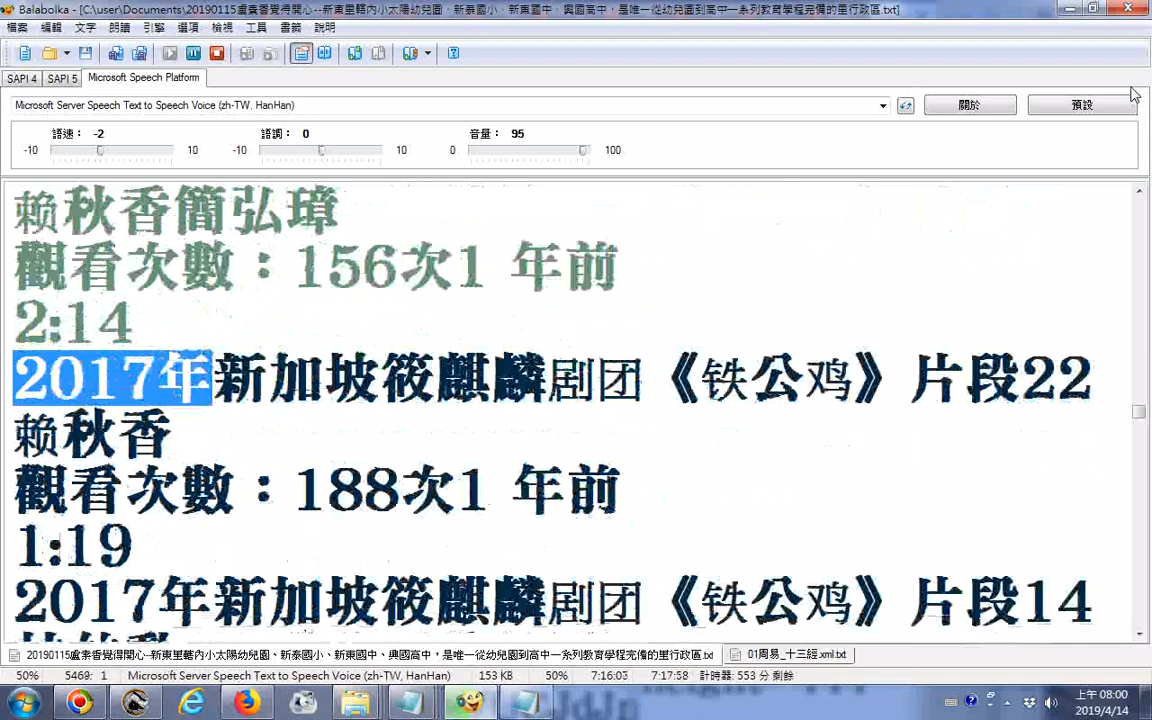 Balabolka - [C:\user\Documents\20190115盧素香覺得開心--新東里轄內小太陽幼兒園、新泰國小、新東國中、興國高中，是唯一從幼兒園到高中一系列教育學程完備的里行政區.txt]
檔案 編輯 文字 朗讀 引擎 選項 檢視 工具 書籤 說明
SAPI 4 SAPI 5 Microsoft Speech Platform
Microsoft Server Speech Text to Speech Voice (zh-TW, HanHan) 關於 預設
語速： -2 語調： 0 音量： 95
-10 10 -10 10 0 100
赖秋香簡弘璋
觀看次數：156次1 年前
2:14
2017年新加坡筱麒麟剧团《铁公鸡》片段22
赖秋香
觀看次數：188次1 年前
1:19
2017年新加坡筱麒麟剧团《铁公鸡》片段14
20190115盧素香覺得開心--新東里轄內小太陽幼兒園、新泰國小、新東國中、興國高中，是唯一從幼兒園到高中一系列教育學程完備的里行政區.txt 01周易_十三經.xml.txt
50% 5469: 1 Microsoft Server Speech Text to Speech Voice (zh-TW, HanHan) 153 KB 50% 7:16:03 7:17:58 計時器: 553 分 剩餘
上午 08:00
2019/4/14